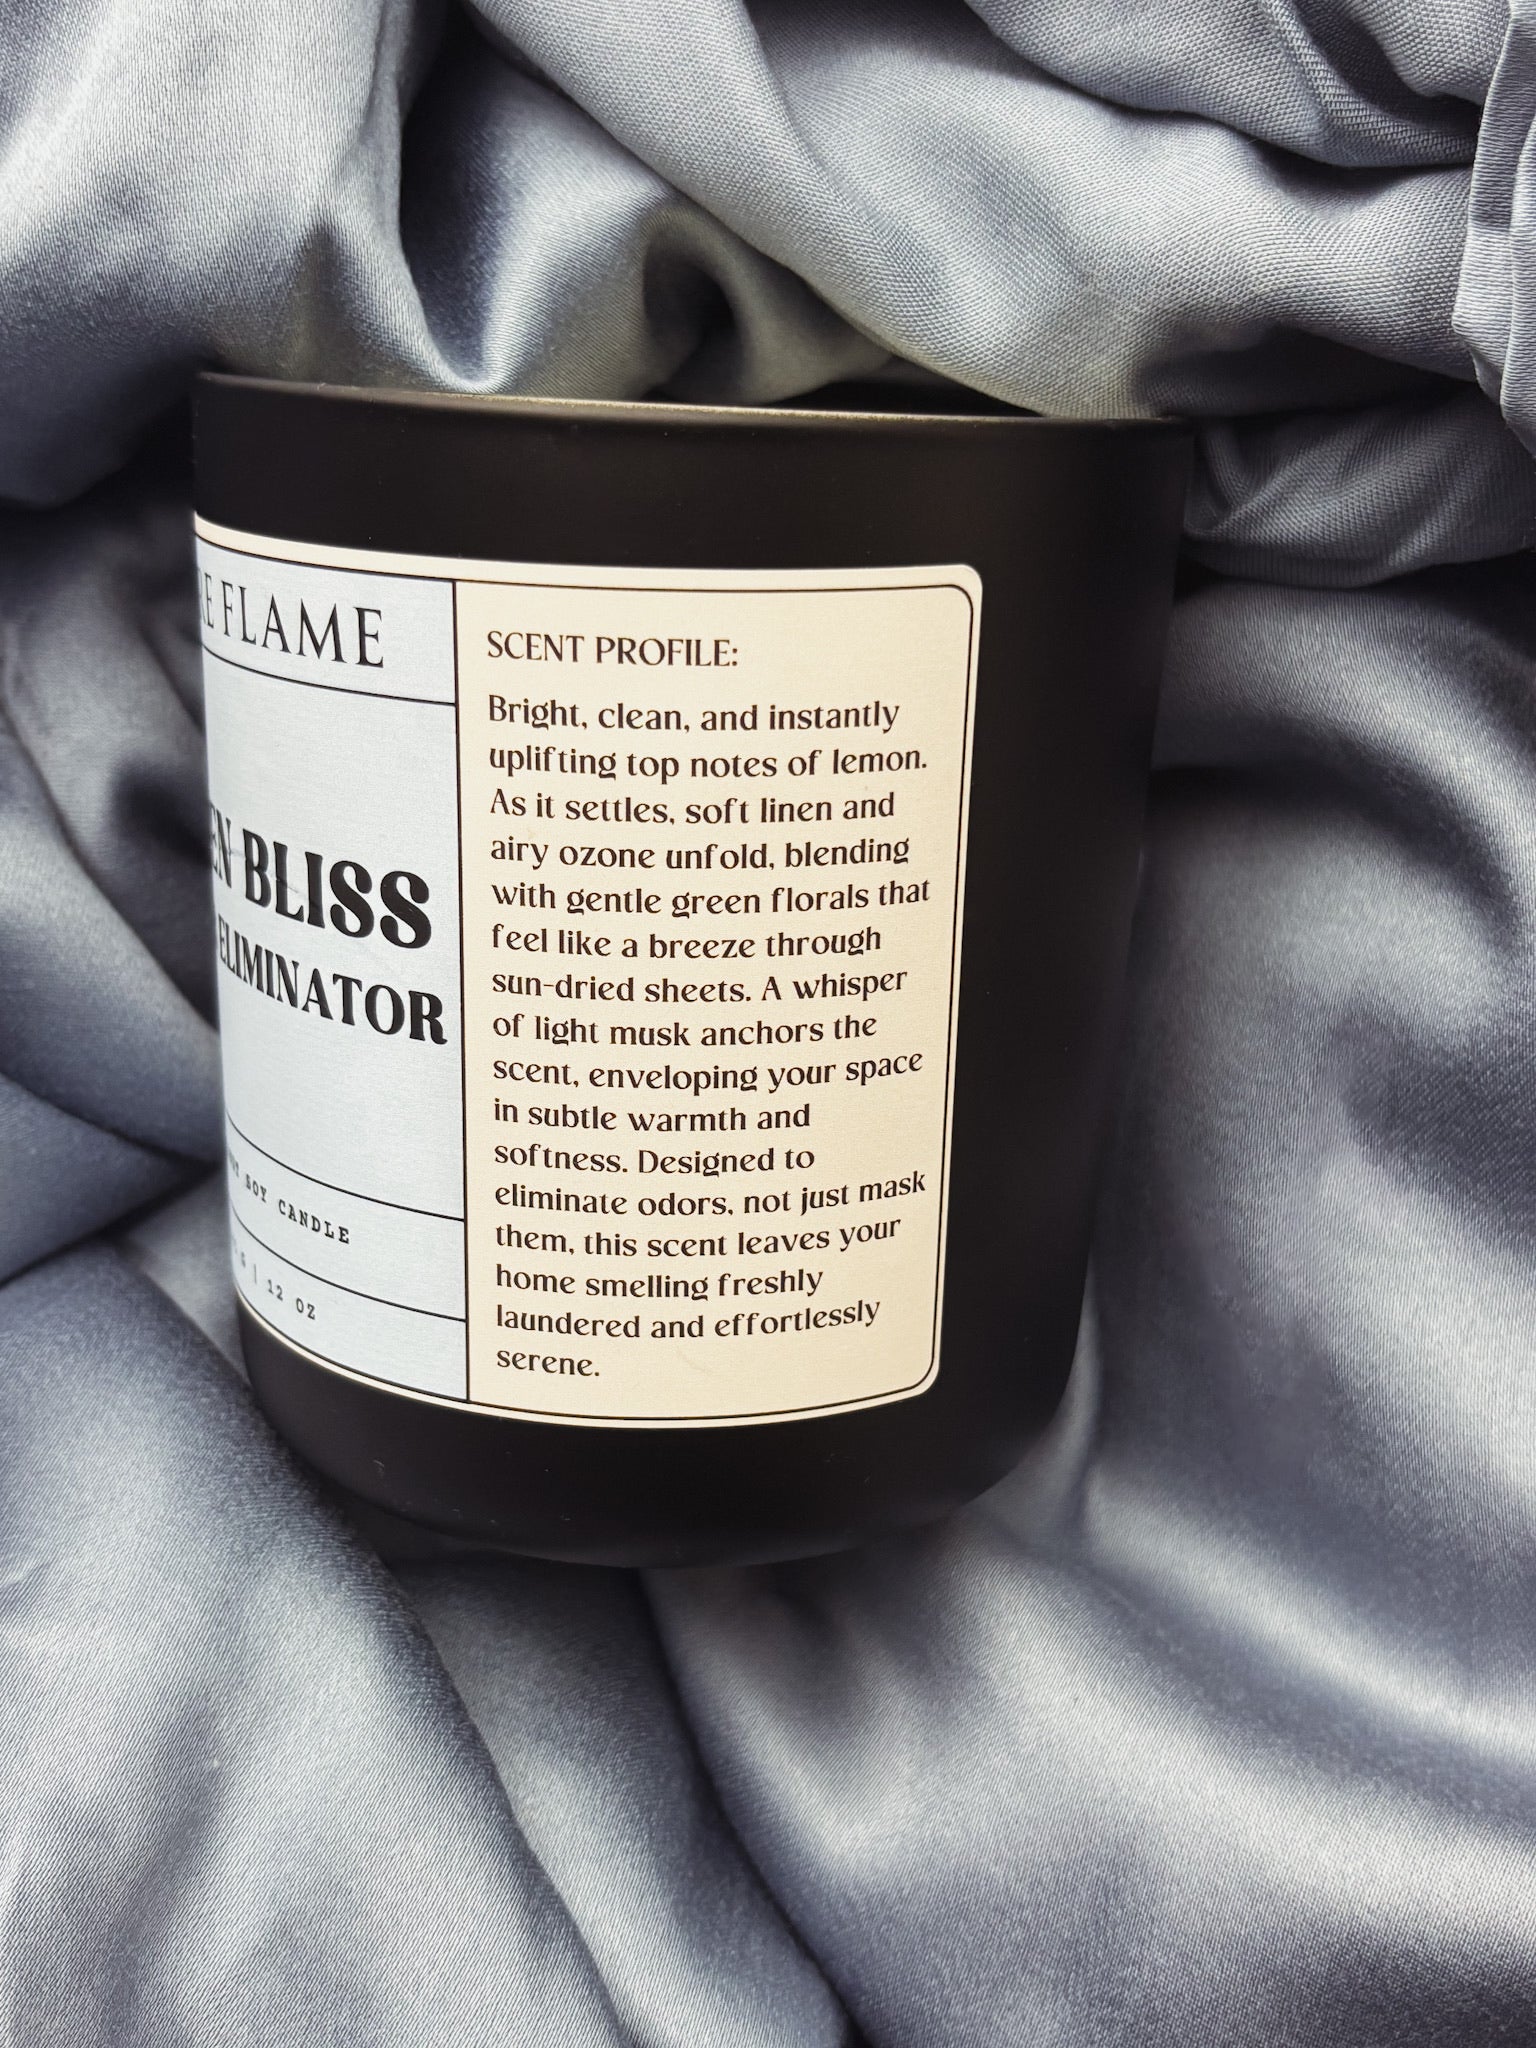 FLAME
BLISS
ELIMINATOR
SOY CANDLE
12 OZ
SCENT PROFILE:
Bright, clean, and instantly
uplifting top notes of lemon.
As it settles, soft linen and
airy ozone unfold, blending
with gentle green florals that
feel like a breeze through
sun-dried sheets. A whisper
of light musk anchors the
scent, enveloping your space
in subtle warmth and
softness. Designed to
eliminate odors, not just mask
them, this scent leaves your
home smelling freshly
laundered and effortlessly
serene.